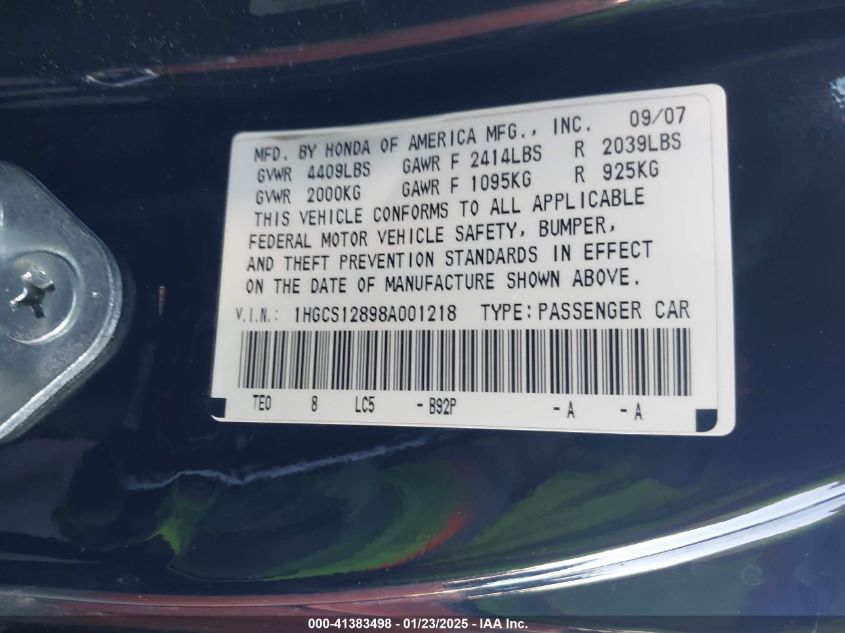 MFD. BY HONDA OF AMERICA MFG., INC. 09/07
GVWR 4409LBS GAWR F 2414LBS R 2039LBS
GVWR 2000KG GAWR F 1095KG R 925KG
THIS VEHICLE CONFORMS TO ALL APPLICABLE
FEDERAL MOTOR VEHICLE SAFETY, BUMPER,
AND THEFT PREVENTION STANDARDS IN EFFECT
ON THE DATE OF MANUFACTURE SHOWN ABOVE.
V.I.N.: 1HGCS12898A001218 TYPE: PASSENGER CAR
TE0 8 LC5 - B92P - A - A
000-41383498 - 01/23/2025 - IAA Inc.